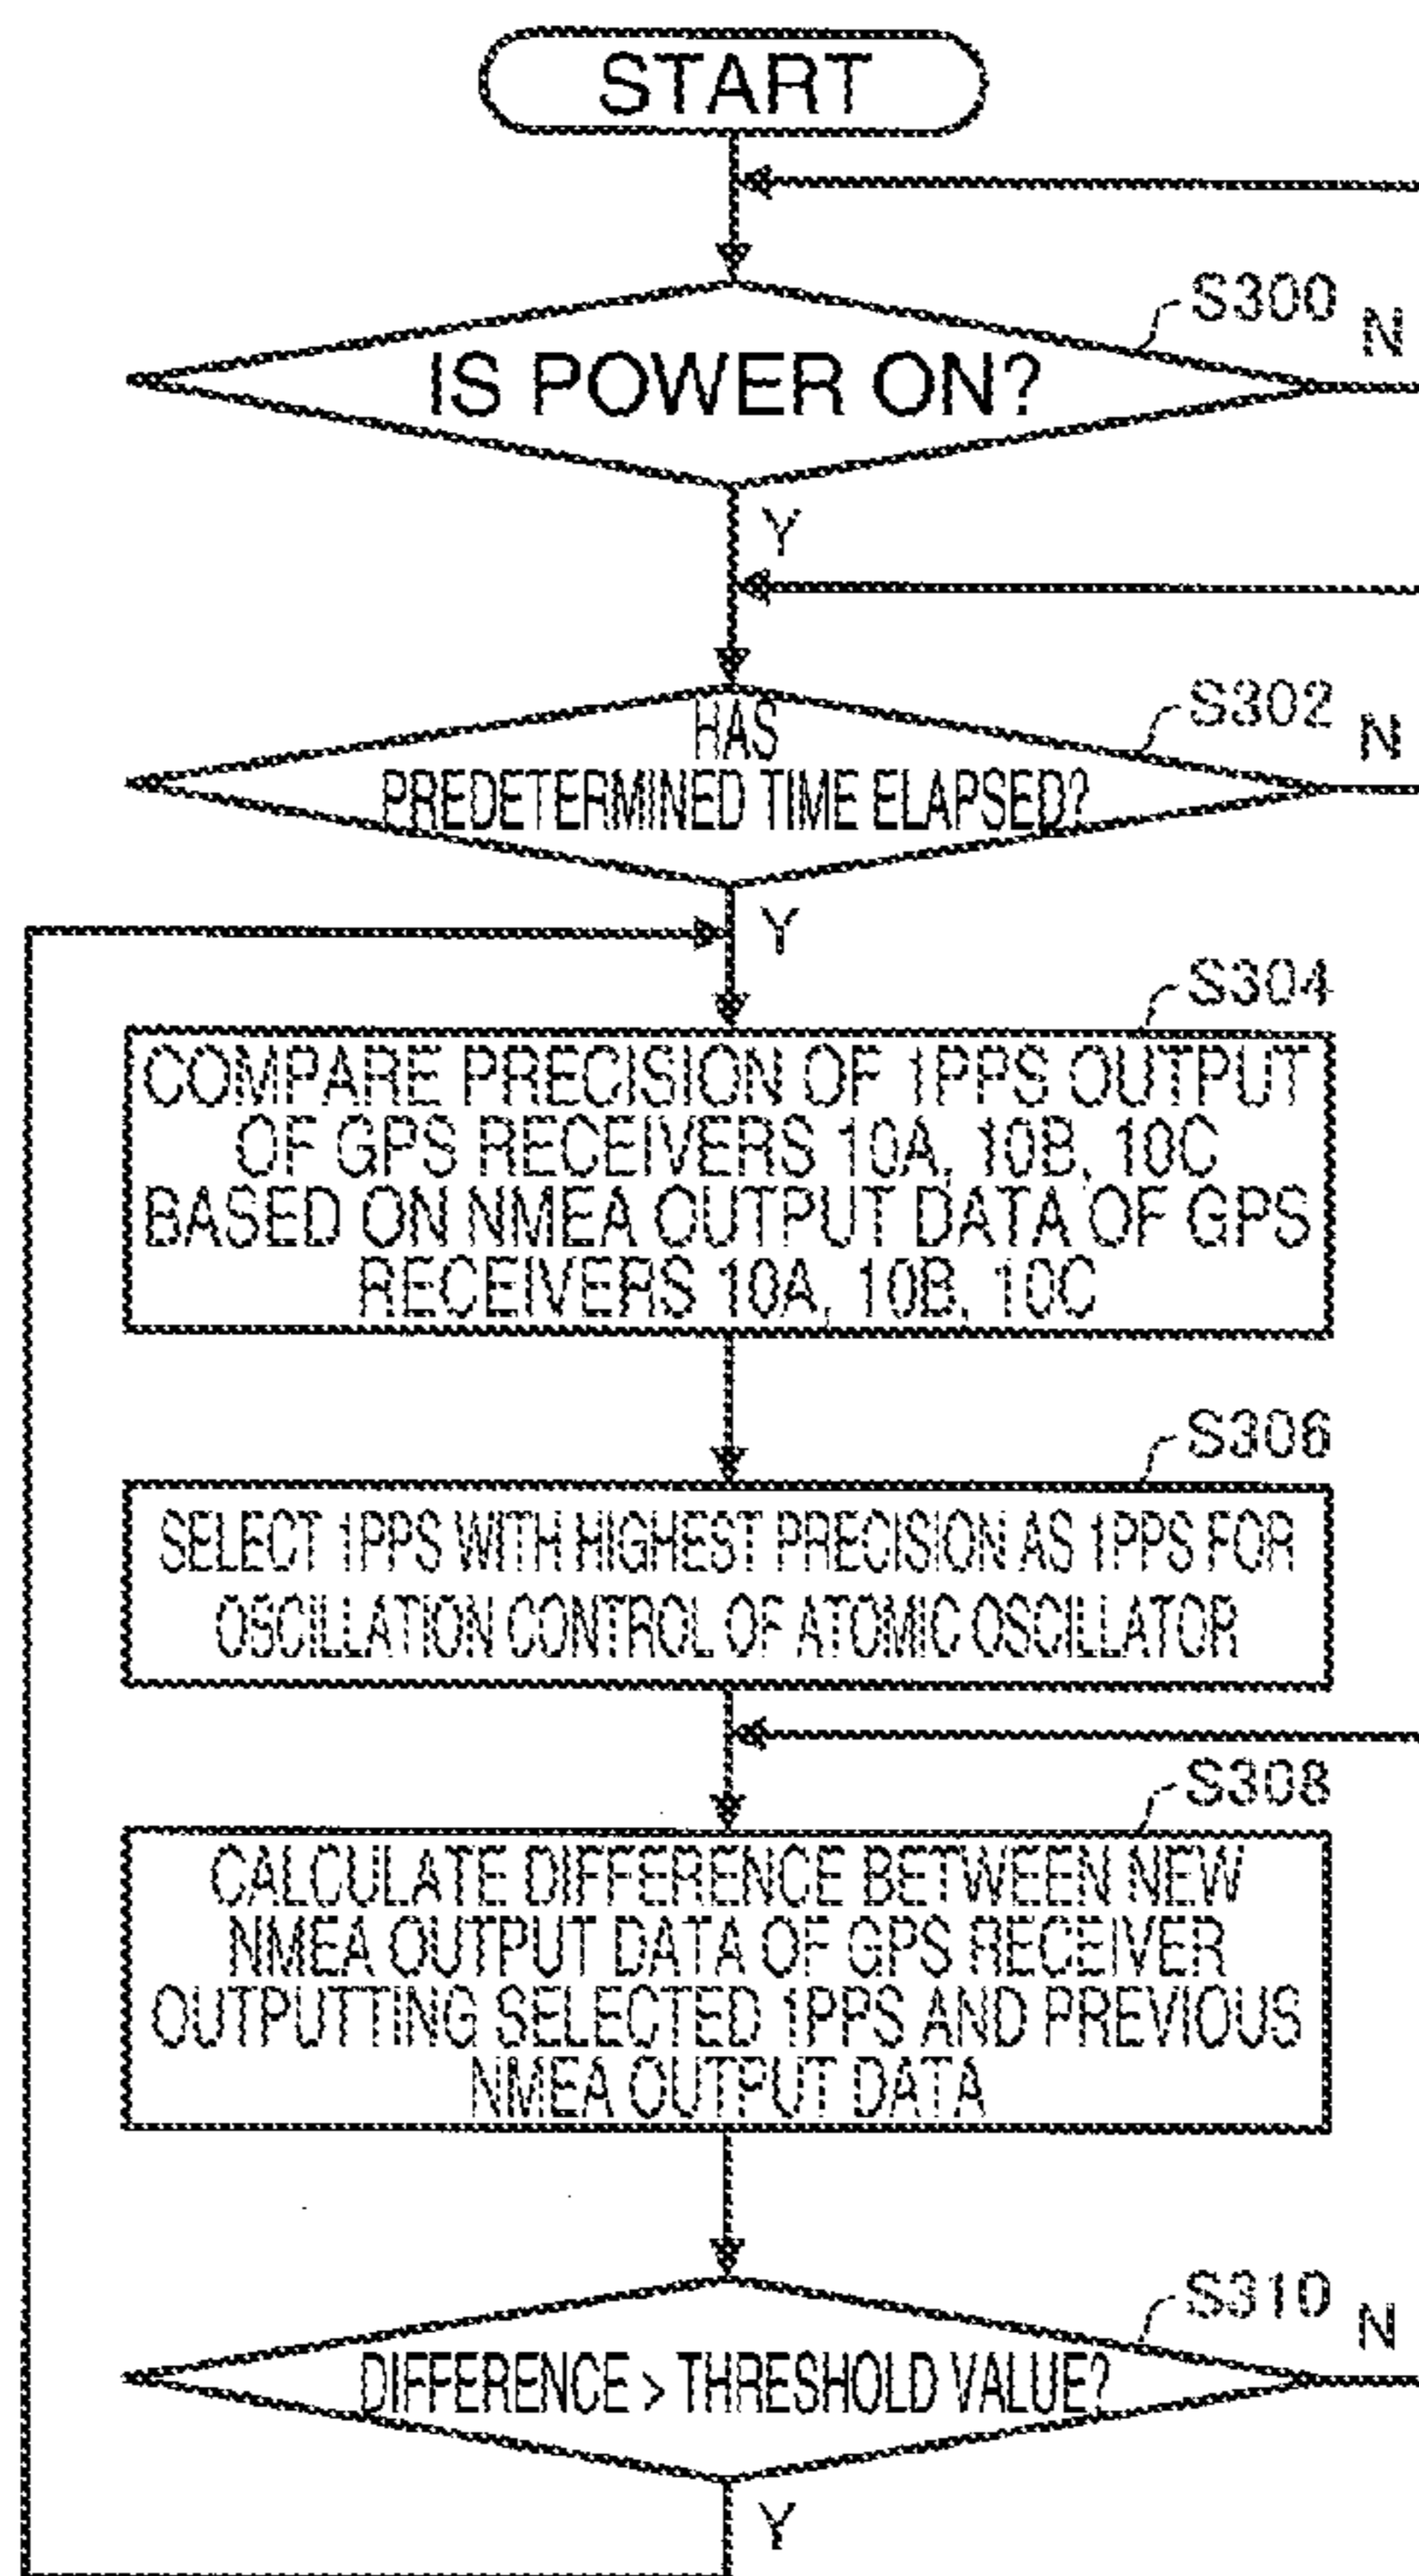 START
S300
N
IS POWER ON?
Y
S302
N
HAS
PREDETERMINED TIME ELAPSED?
Y
S304
COMPARE PRECISION OF 1PPS OUTPUT
OF GPS RECEIVERS 10A, 10B, 10C
BASED ON NMEA OUTPUT DATA OF GPS
RECEIVERS 10A, 10B, 10C
S306
SELECT 1PPS WITH HIGHEST PRECISION AS 1PPS FOR
OSCILLATION CONTROL OF ATOMIC OSCILLATOR
S308
CALCULATE DIFFERENCE BETWEEN NEW
NMEA OUTPUT DATA OF GPS RECEIVER
OUTPUTTING SELECTED 1PPS AND PREVIOUS
NMEA OUTPUT DATA
S310
N
DIFFERENCE > THRESHOLD VALUE?
Y